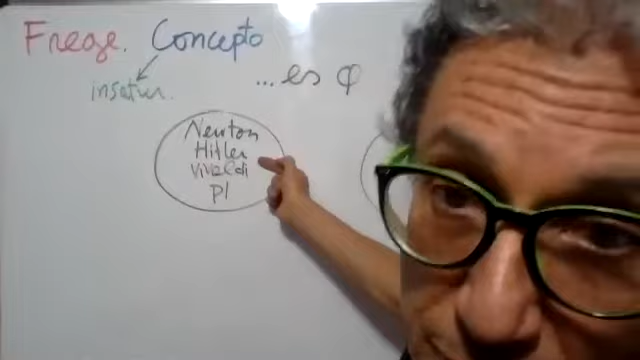 Frege. Concepto
...es φ
insatur.
Newton
Hitler
Vivaldi
pl